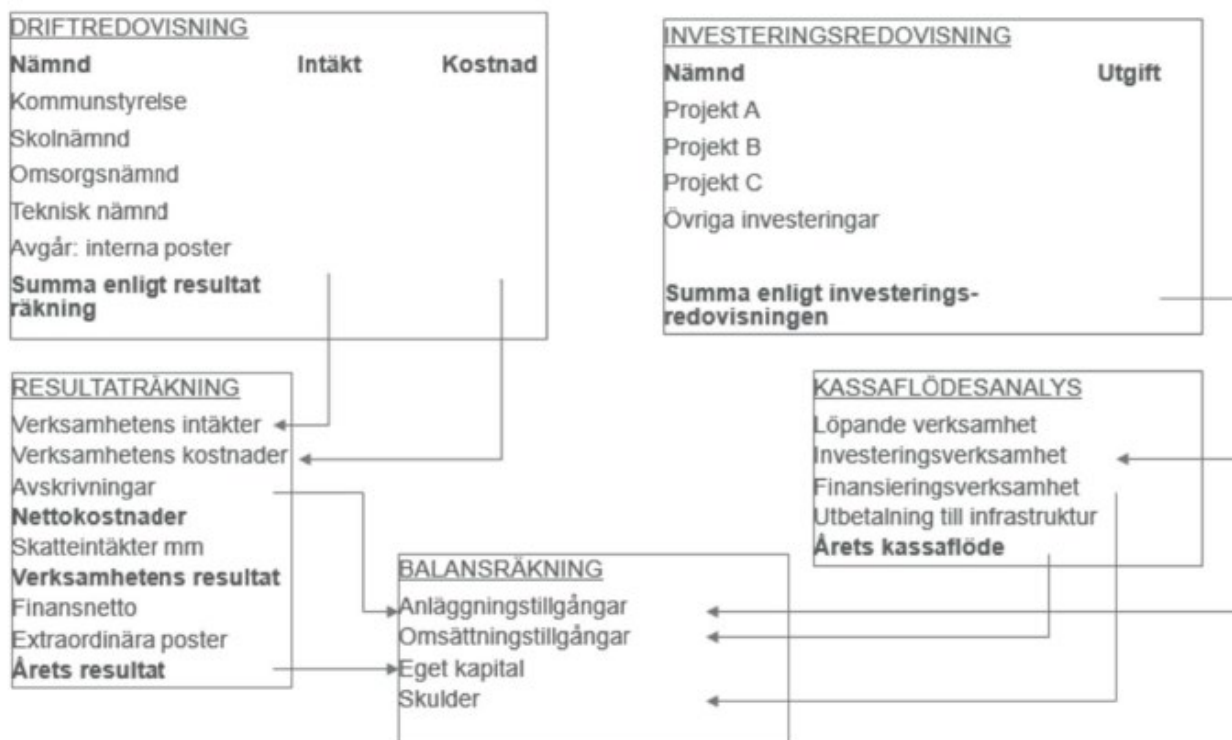 DRIFTREDOVISNING
Nämnd Intäkt Kostnad
Kommunstyrelse
Skolnämnd
Omsorgsnämnd
Teknisk nämnd
Avgår: interna poster
Summa enligt resultat
räkning
INVESTERINGSREDOVISNING
Nämnd Utgift
Projekt A
Projekt B
Projekt C
Övriga investeringar
Summa enligt investerings-
redovisningen
RESULTATRÄKNING
Verksamhetens intäkter
Verksamhetens kostnader
Avskrivningar
Nettokostnader
Skatteintäkter mm
Verksamhetens resultat
Finansnetto
Extraordinära poster
Årets resultat
KASSAFLÖDESANALYS
Löpande verksamhet
Investeringsverksamhet
Finansieringsverksamhet
Utbetalning till infrastruktur
Årets kassaflöde
BALANSRÄKNING
Anläggningstillgångar
Omsättningstillgångar
Eget kapital
Skulder